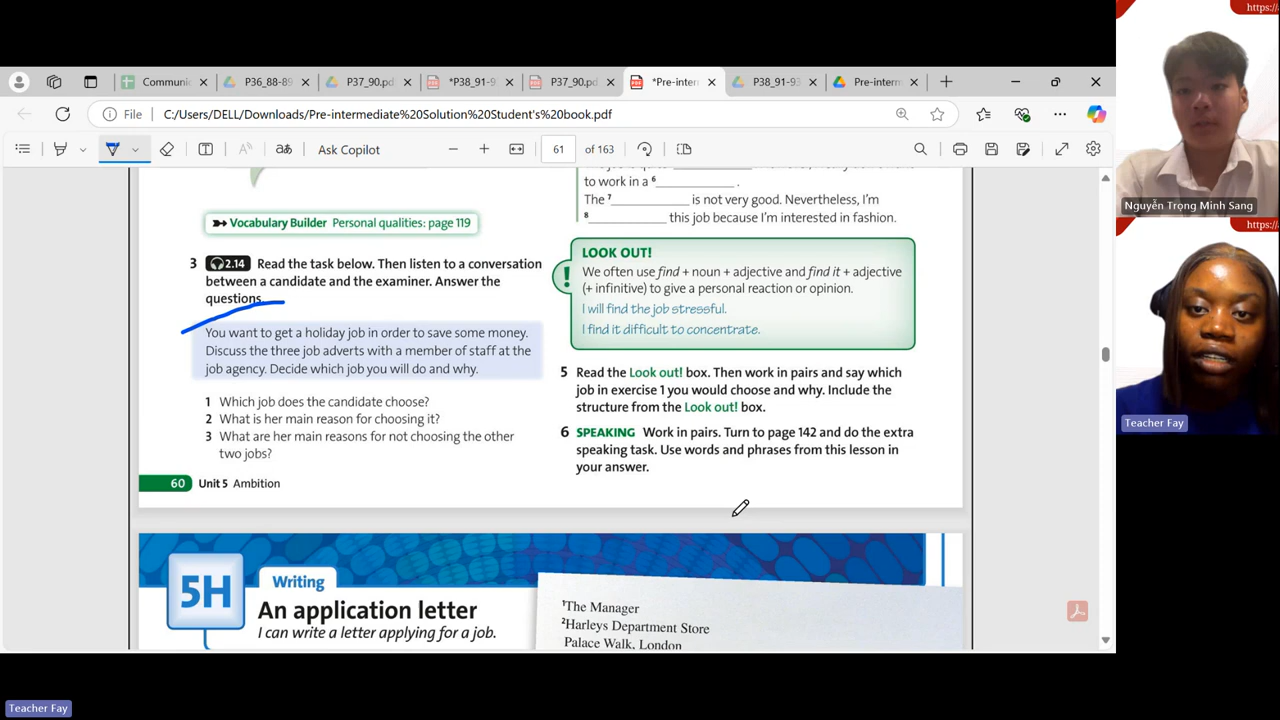 Communic
P36_88-89
P37_90.pd
*P38_91-9
P37_90.pd
*Pre-intern
P38_91-93
Pre-interm
File
C:/Users/DELL/Downloads/Pre-intermediate%20Solution%20Student's%20book.pdf
Ask Copilot
61
of 163
to work in a 6
The 7 is not very good. Nevertheless, I'm
8 this job because I'm interested in fashion.
Vocabulary Builder Personal qualities: page 119
3 2.14 Read the task below. Then listen to a conversation
between a candidate and the examiner. Answer the
questions.
You want to get a holiday job in order to save some money.
Discuss the three job adverts with a member of staff at the
job agency. Decide which job you will do and why.
1 Which job does the candidate choose?
2 What is her main reason for choosing it?
3 What are her main reasons for not choosing the other
two jobs?
60 Unit 5 Ambition
! LOOK OUT!
We often use find + noun + adjective and find it + adjective
(+ infinitive) to give a personal reaction or opinion.
I will find the job stressful.
I find it difficult to concentrate.
5 Read the Look out! box. Then work in pairs and say which
job in exercise 1 you would choose and why. Include the
structure from the Look out! box.
6 SPEAKING Work in pairs. Turn to page 142 and do the extra
speaking task. Use words and phrases from this lesson in
your answer.
5H
Writing
An application letter
I can write a letter applying for a job.
1The Manager
2Harleys Department Store
Palace Walk, London
https://
Nguyễn Trọng Minh Sang
https://
Teacher Fay
Teacher Fay